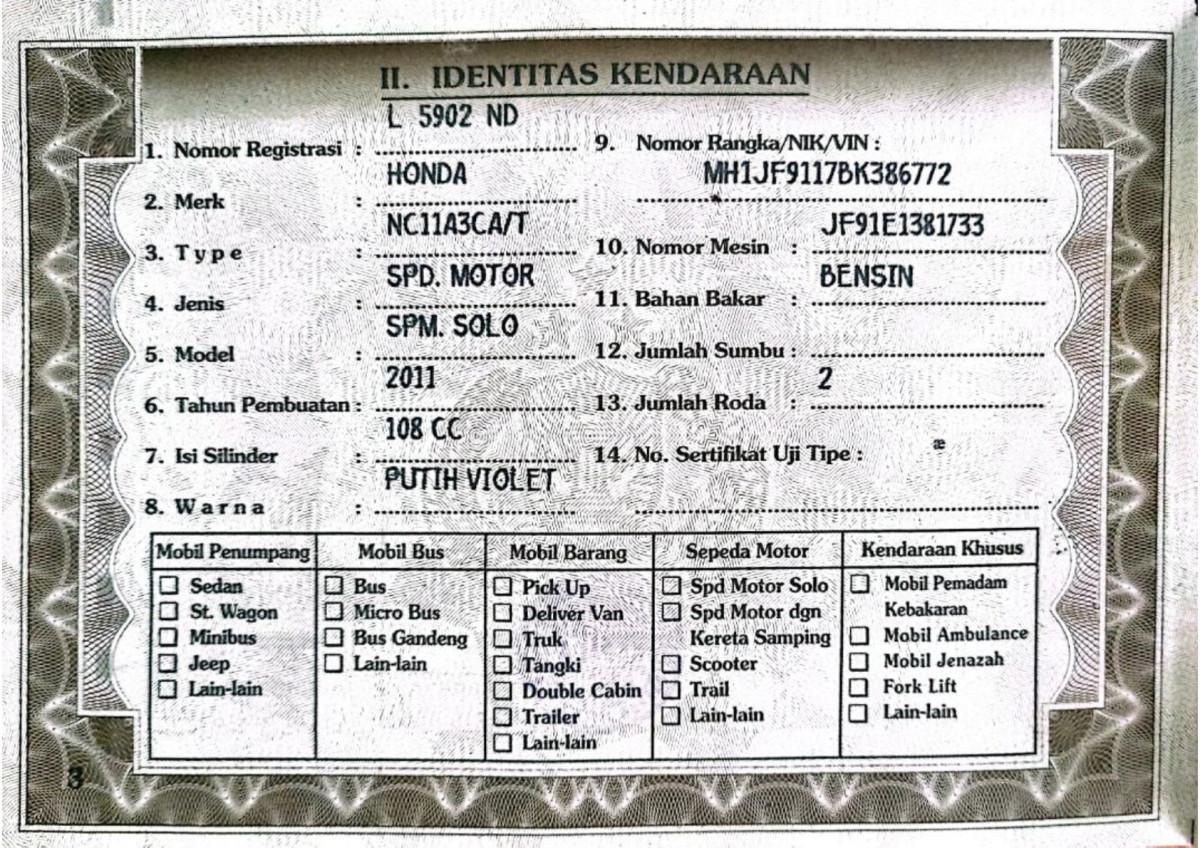 II. IDENTITAS KENDARAAN
1. Nomor Registrasi : L 5902 ND
2. Merk : HONDA
3. Type : NC11A3CA/T
4. Jenis : SPD. MOTOR
5. Model : SPM. SOLO
6. Tahun Pembuatan : 2011
7. Isi Silinder : 108 CC
8. Warna : PUTIH VIOLET
9. Nomor Rangka/NIK/VIN :
MH1JF9117BK386772
10. Nomor Mesin : JF91E1381733
11. Bahan Bakar : BENSIN
12. Jumlah Sumbu :
13. Jumlah Roda : 2
14. No. Sertifikat Uji Tipe :
Mobil Penumpang
Sedan
St. Wagon
Minibus
Jeep
Lain-lain
Mobil Bus
Bus
Micro Bus
Bus Gandeng
Lain-lain
Mobil Barang
Pick Up
Deliver Van
Truk
Tangki
Double Cabin
Trailer
Lain-lain
Sepeda Motor
Spd Motor Solo
Spd Motor dgn
Kereta Samping
Scooter
Trail
Lain-lain
Kendaraan Khusus
Mobil Pemadam
Kebakaran
Mobil Ambulance
Mobil Jenazah
Fork Lift
Lain-lain
3